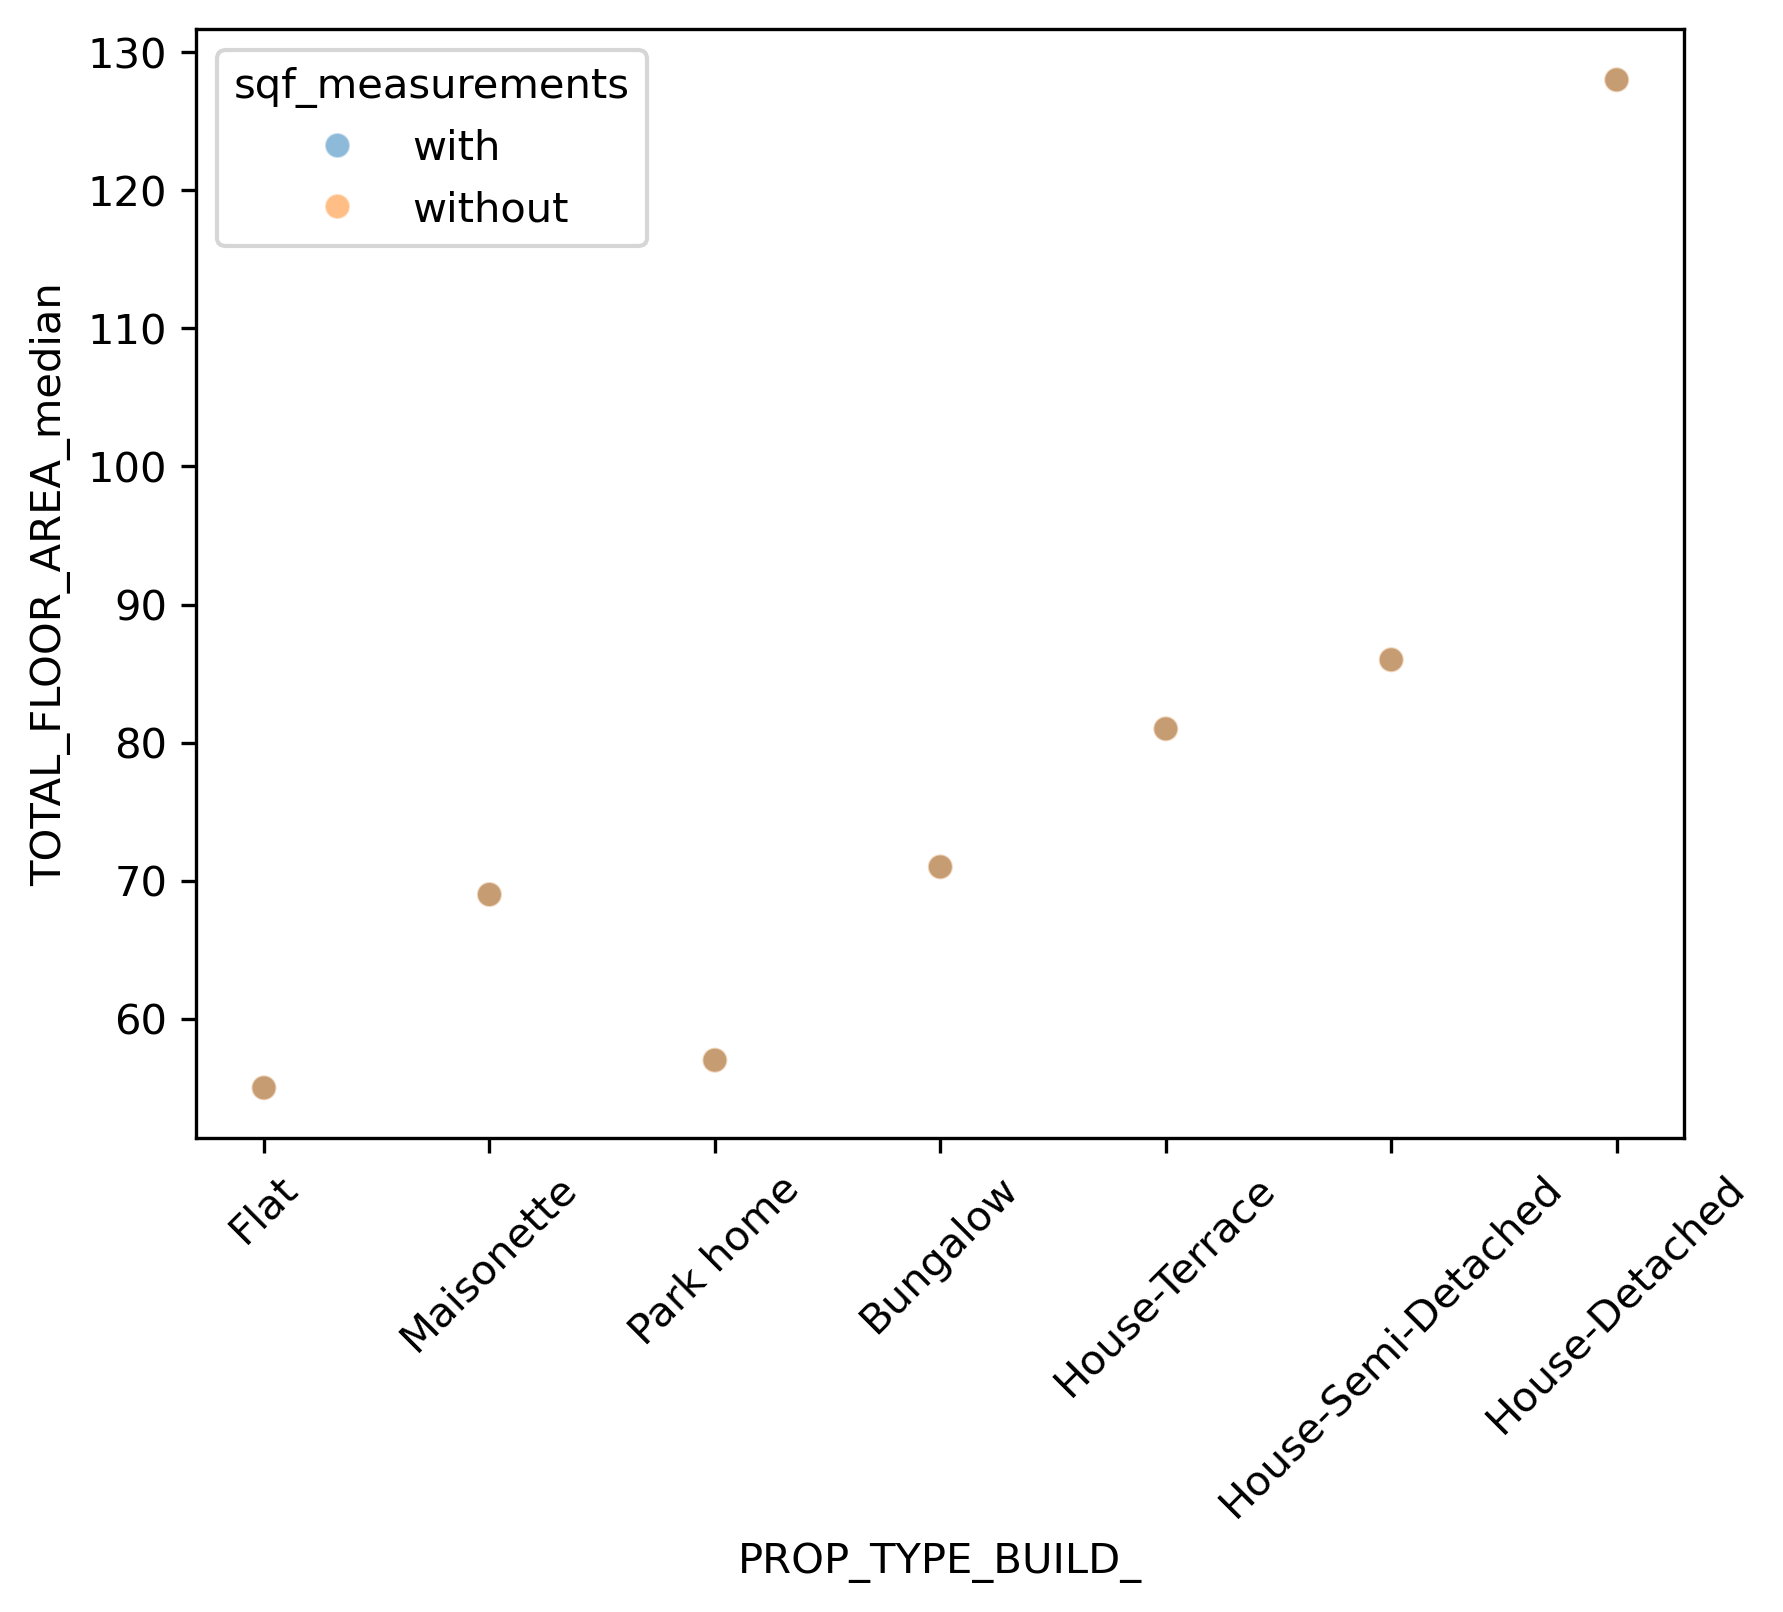 sqf_measurements
with
without
130
120
110
100
90
80
70
60
TOTAL_FLOOR_AREA_median
Flat
Maisonette
Park home
Bungalow
House-Terrace
House-Semi-Detached
House-Detached
PROP_TYPE_BUILD_